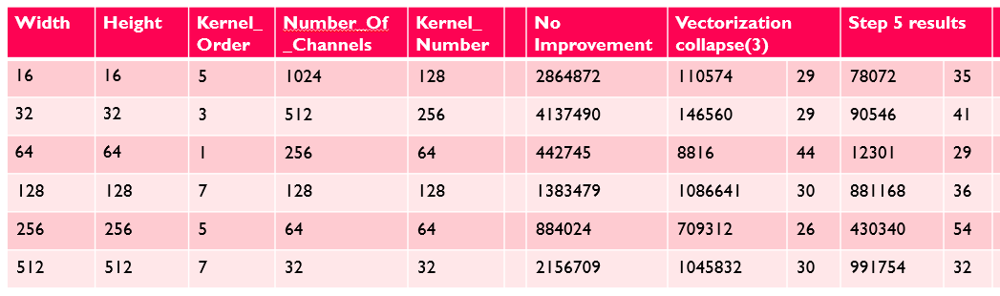 Width Height Kernel_ Number_Of Kernel_ No Vectorization Step 5 results
Order _Channels Number Improvement collapse(3)
16 16 5 1024 128 2864872 110574 29 78072 35
32 32 3 512 256 4137490 146560 29 90546 41
64 64 1 256 64 442745 8816 44 12301 29
128 128 7 128 128 1383479 1086641 30 881168 36
256 256 5 64 64 884024 709312 26 430340 54
512 512 7 32 32 2156709 1045832 30 991754 32